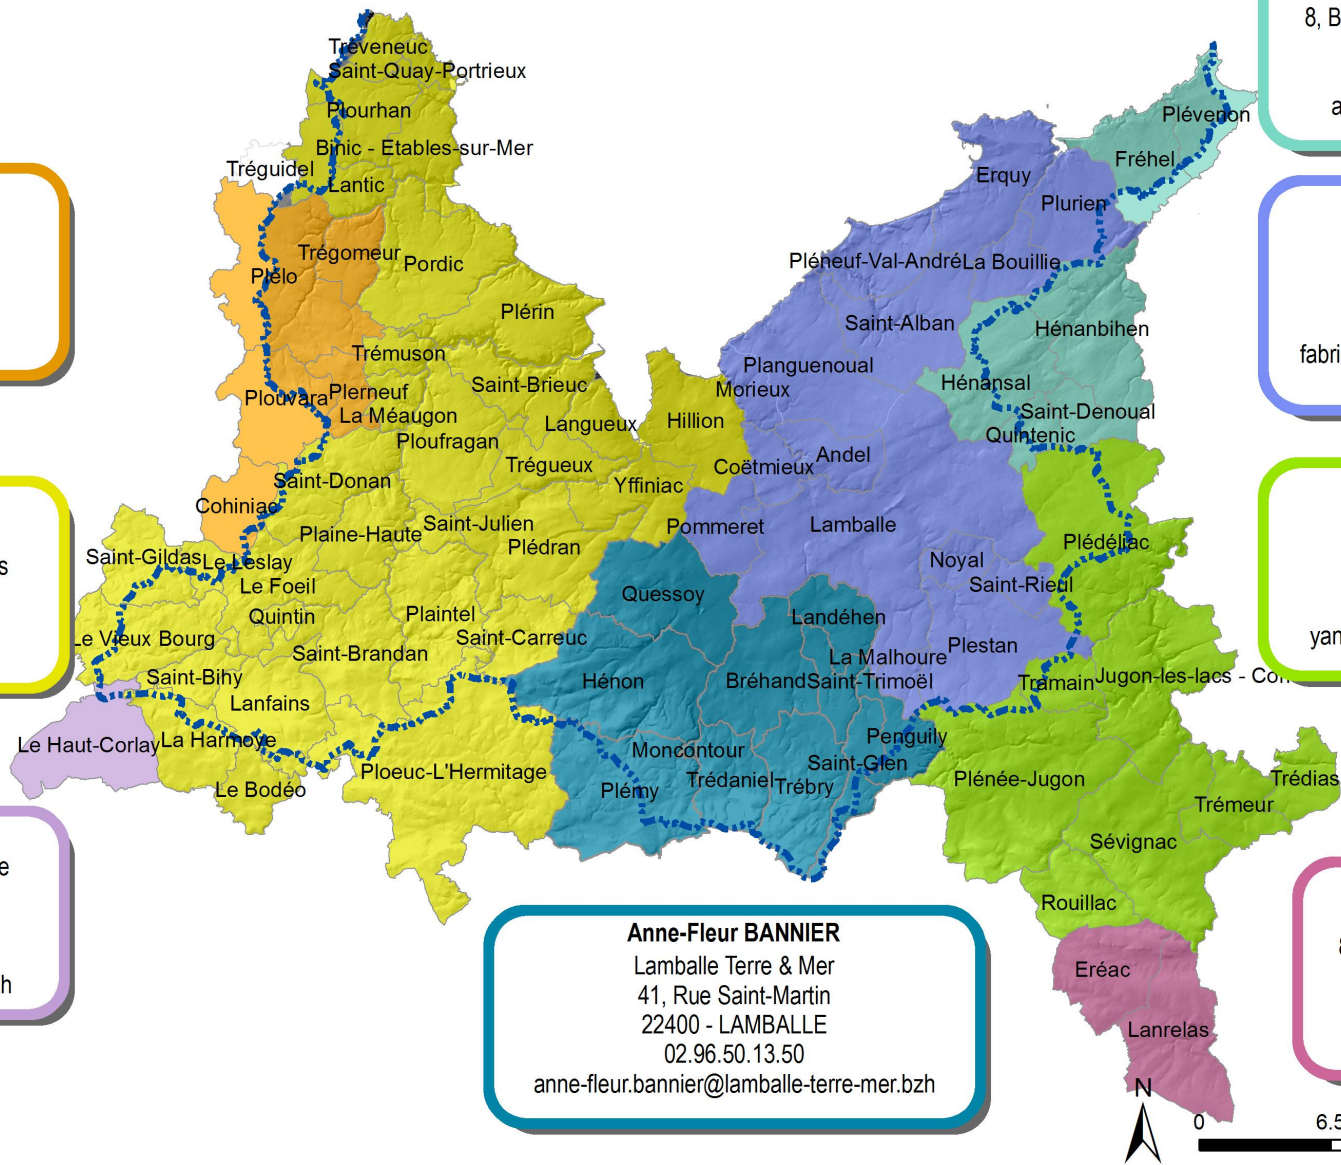 8, B
a
Tréveneuc
Saint-Quay-Portrieux
Plourhan
Plévenon
Binic - Etables-sur-Mer
Fréhel
Tréguidel
Lantic
Erquy
Plurien
Trégomeur
Pordic
Pléneuf-Val-André
La Bouillie
Plélo
Plérin
Saint-Alban
Hénanbihen
Trémuson
fabri
Planguenoual
Saint-Brieuc
Hénansal
Morieux
Plerneuf
Plouvara
La Méaugon
Saint-Denoual
Langueux
Hillion
Quintenic
Ploufragan
Andel
Trégueux
Coëtmieux
Saint-Donan
Yffiniac
Cohiniac
Saint-Julien
Pommeret
Lamballe
Plaine-Haute
Plédran
Plédéliac
Saint-Gildas
Le Leslay
s
Noyal
Le Foeil
Saint-Rieul
Quessoy
Quintin
Plaintel
Landéhen
Le Vieux Bourg
Saint-Carreuc
yan
Plestan
Saint-Brandan
La Malhoure
Saint-Bihy
Hénon
Bréhand
Saint-Trimoël
Tramain
Jugon-les-lacs - Com
Lanfains
Penguily
Le Haut-Corlay
La Harmoye
Moncontour
Saint-Glen
Ploeuc-L'Hermitage
Trédaniel
Trébry
Plénée-Jugon
Trédias
Le Bodéo
Plémy
Trémeur
Sévignac
e
Rouillac
Anne-Fleur BANNIER
Lamballe Terre & Mer
41, Rue Saint-Martin
22400 - LAMBALLE
02.96.50.13.50
anne-fleur.bannier@lamballe-terre-mer.bzh
8
Eréac
h
Lanrelas
N
0
6.5